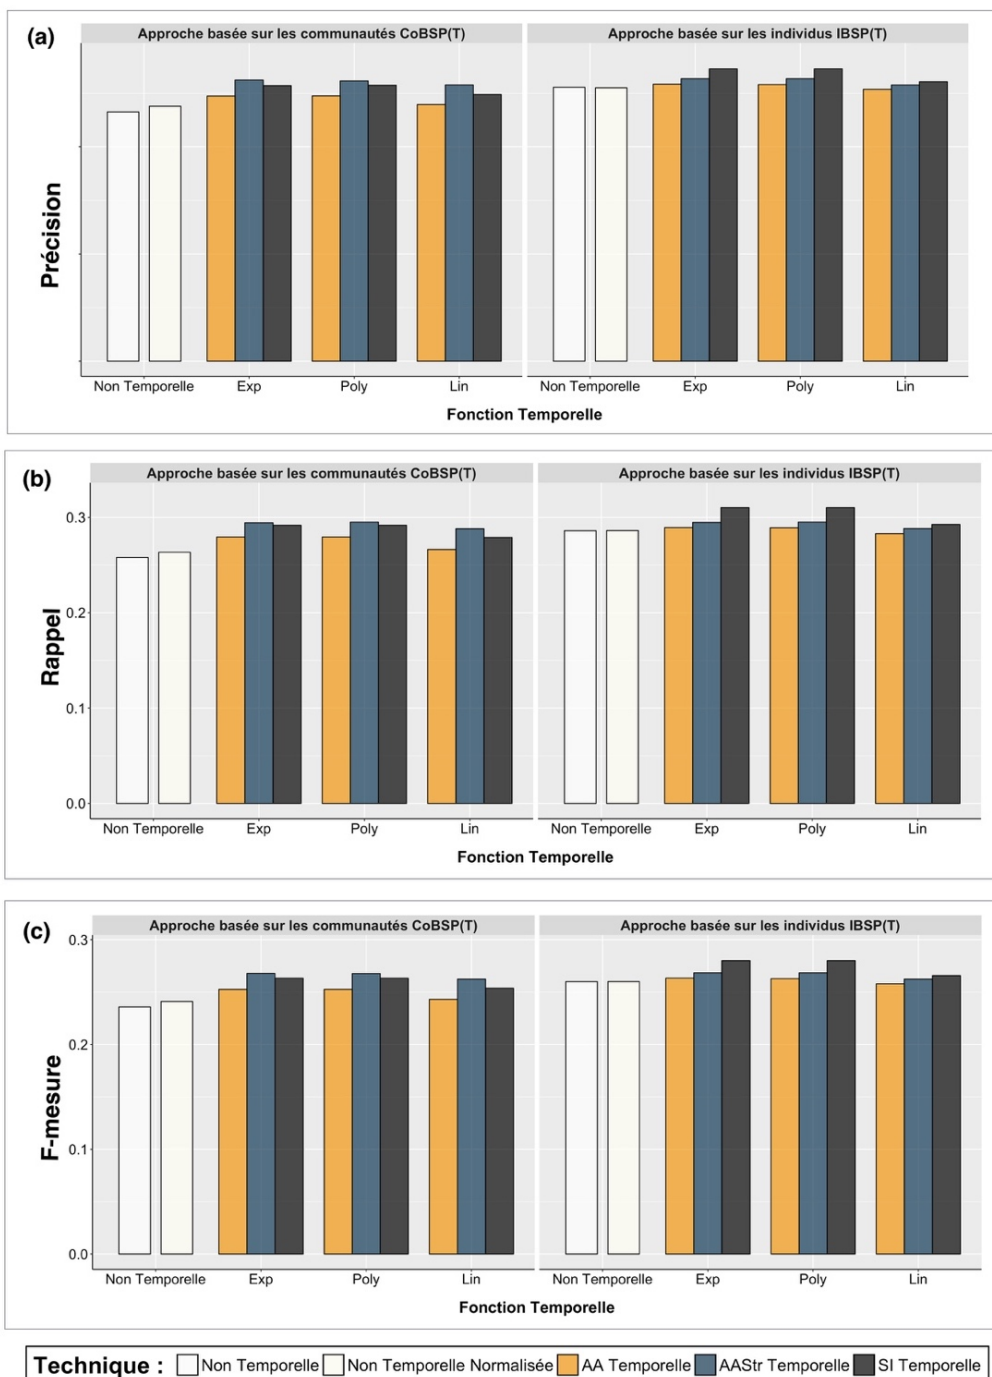 (a)
Approche basée sur les communautés CoBSP(T) Approche basée sur les individus IBSP(T)
Précision
Non Temporelle Exp Poly Lin Non Temporelle Exp Poly Lin
Fonction Temporelle
(b)
Approche basée sur les communautés CoBSP(T) Approche basée sur les individus IBSP(T)
0.3
0.2
Rappel
0.1
0.0
Non Temporelle Exp Poly Lin Non Temporelle Exp Poly Lin
Fonction Temporelle
(c)
Approche basée sur les communautés CoBSP(T) Approche basée sur les individus IBSP(T)
0.3
0.2
F-mesure
0.1
0.0
Non Temporelle Exp Poly Lin Non Temporelle Exp Poly Lin
Fonction Temporelle
Technique : Non Temporelle Non Temporelle Normalisée AA Temporelle AAStr Temporelle SI Temporelle